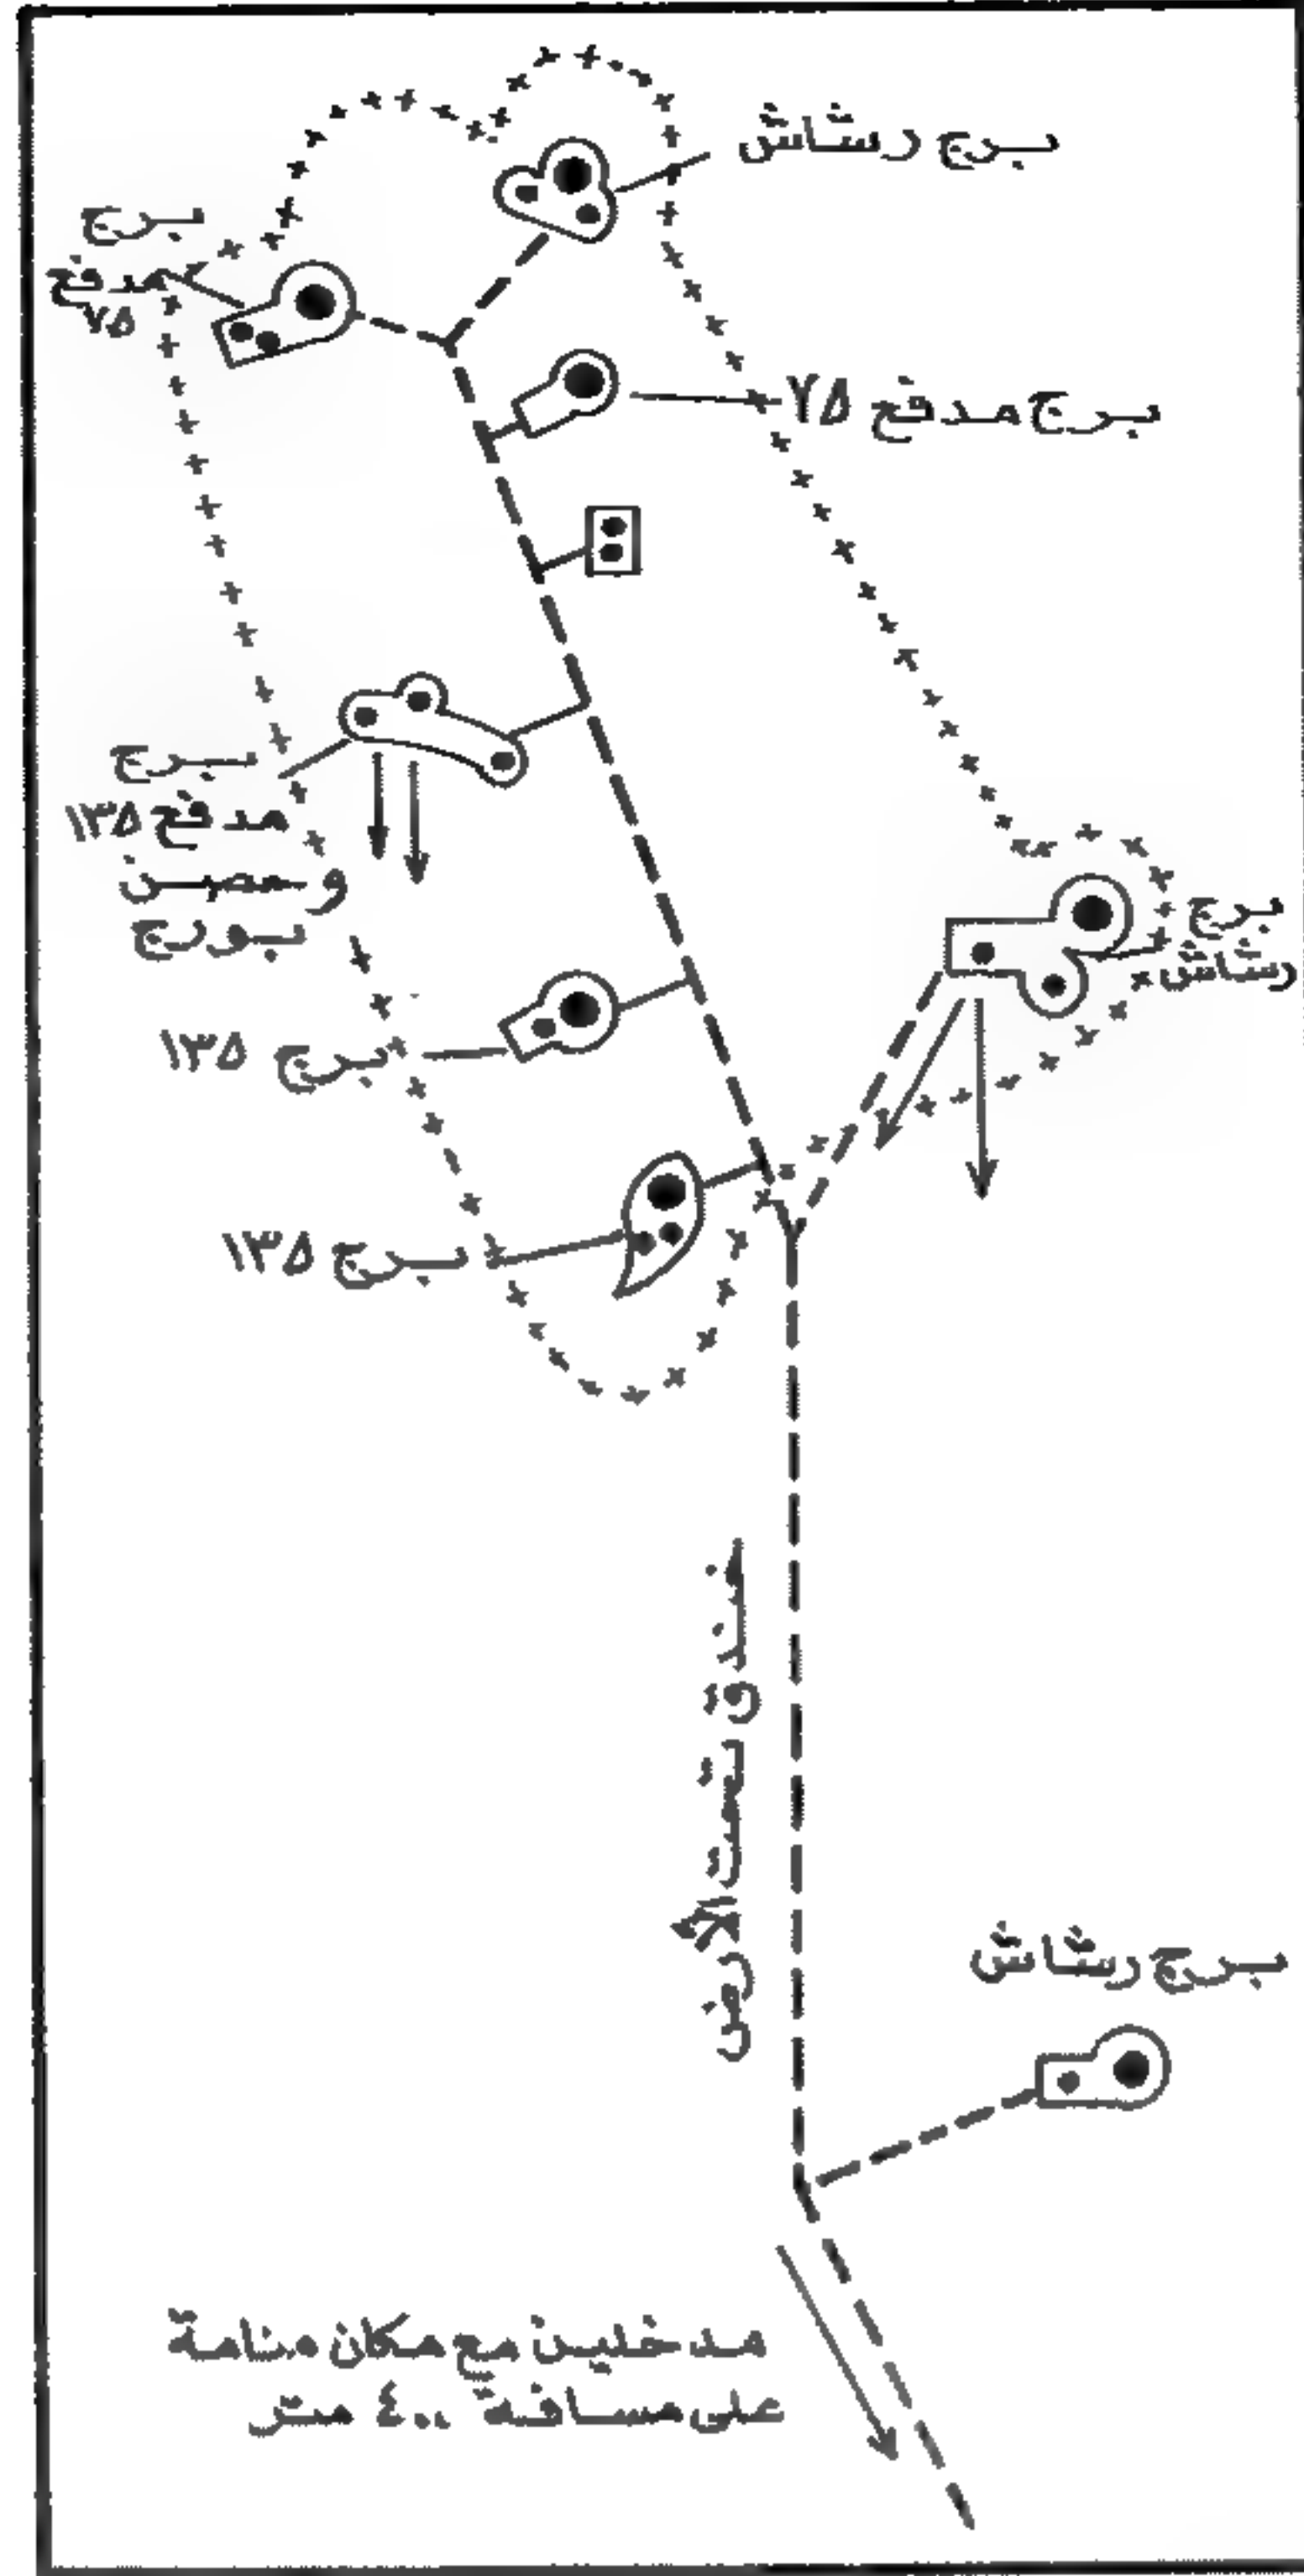 برج رشاش
برج
مدفع
٧٥
برج مدفع ٧٥
برج
مدفع ١٣٥
و حصن
بورج
برج
رشاش
برج ١٣٥
برج ١٣٥
خندق تحت الأرض
برج رشاش
مدخلين مع مكان منامة
على مسافة ٤٠٠ متر